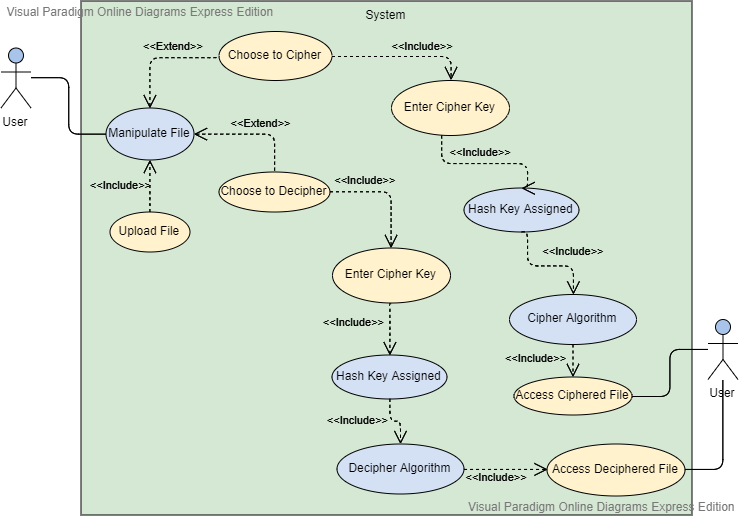 Visual Paradigm Online Diagrams Express Edition
System
<<Extend>>
Choose to Cipher
<<Include>>
User
Enter Cipher Key
Manipulate File
<<Extend>>
<<Include>>
<<Include>>
Choose to Decipher
<<Include>>
Hash Key Assigned
Upload File
<<Include>>
Enter Cipher Key
Cipher Algorithm
<<Include>>
<<Include>>
Hash Key Assigned
Access Ciphered File
User
<<Include>>
Decipher Algorithm
<<Include>>
Access Deciphered File
Visual Paradigm Online Diagrams Express Edition